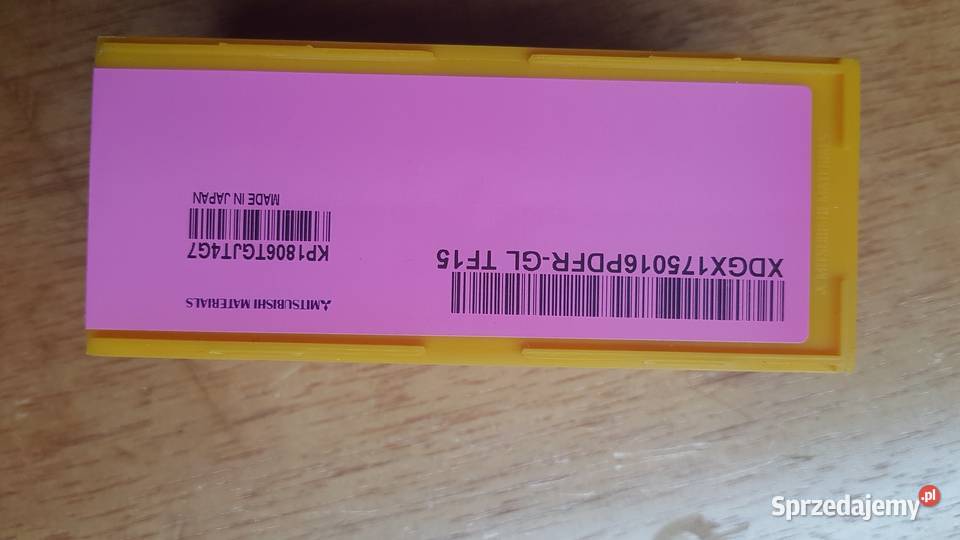 MITSUBISHI MATERIALS
XDGX175016PDFR-GL TF15
KP1806TGJT4G7
MADE IN JAPAN
Sprzedajemy.pl